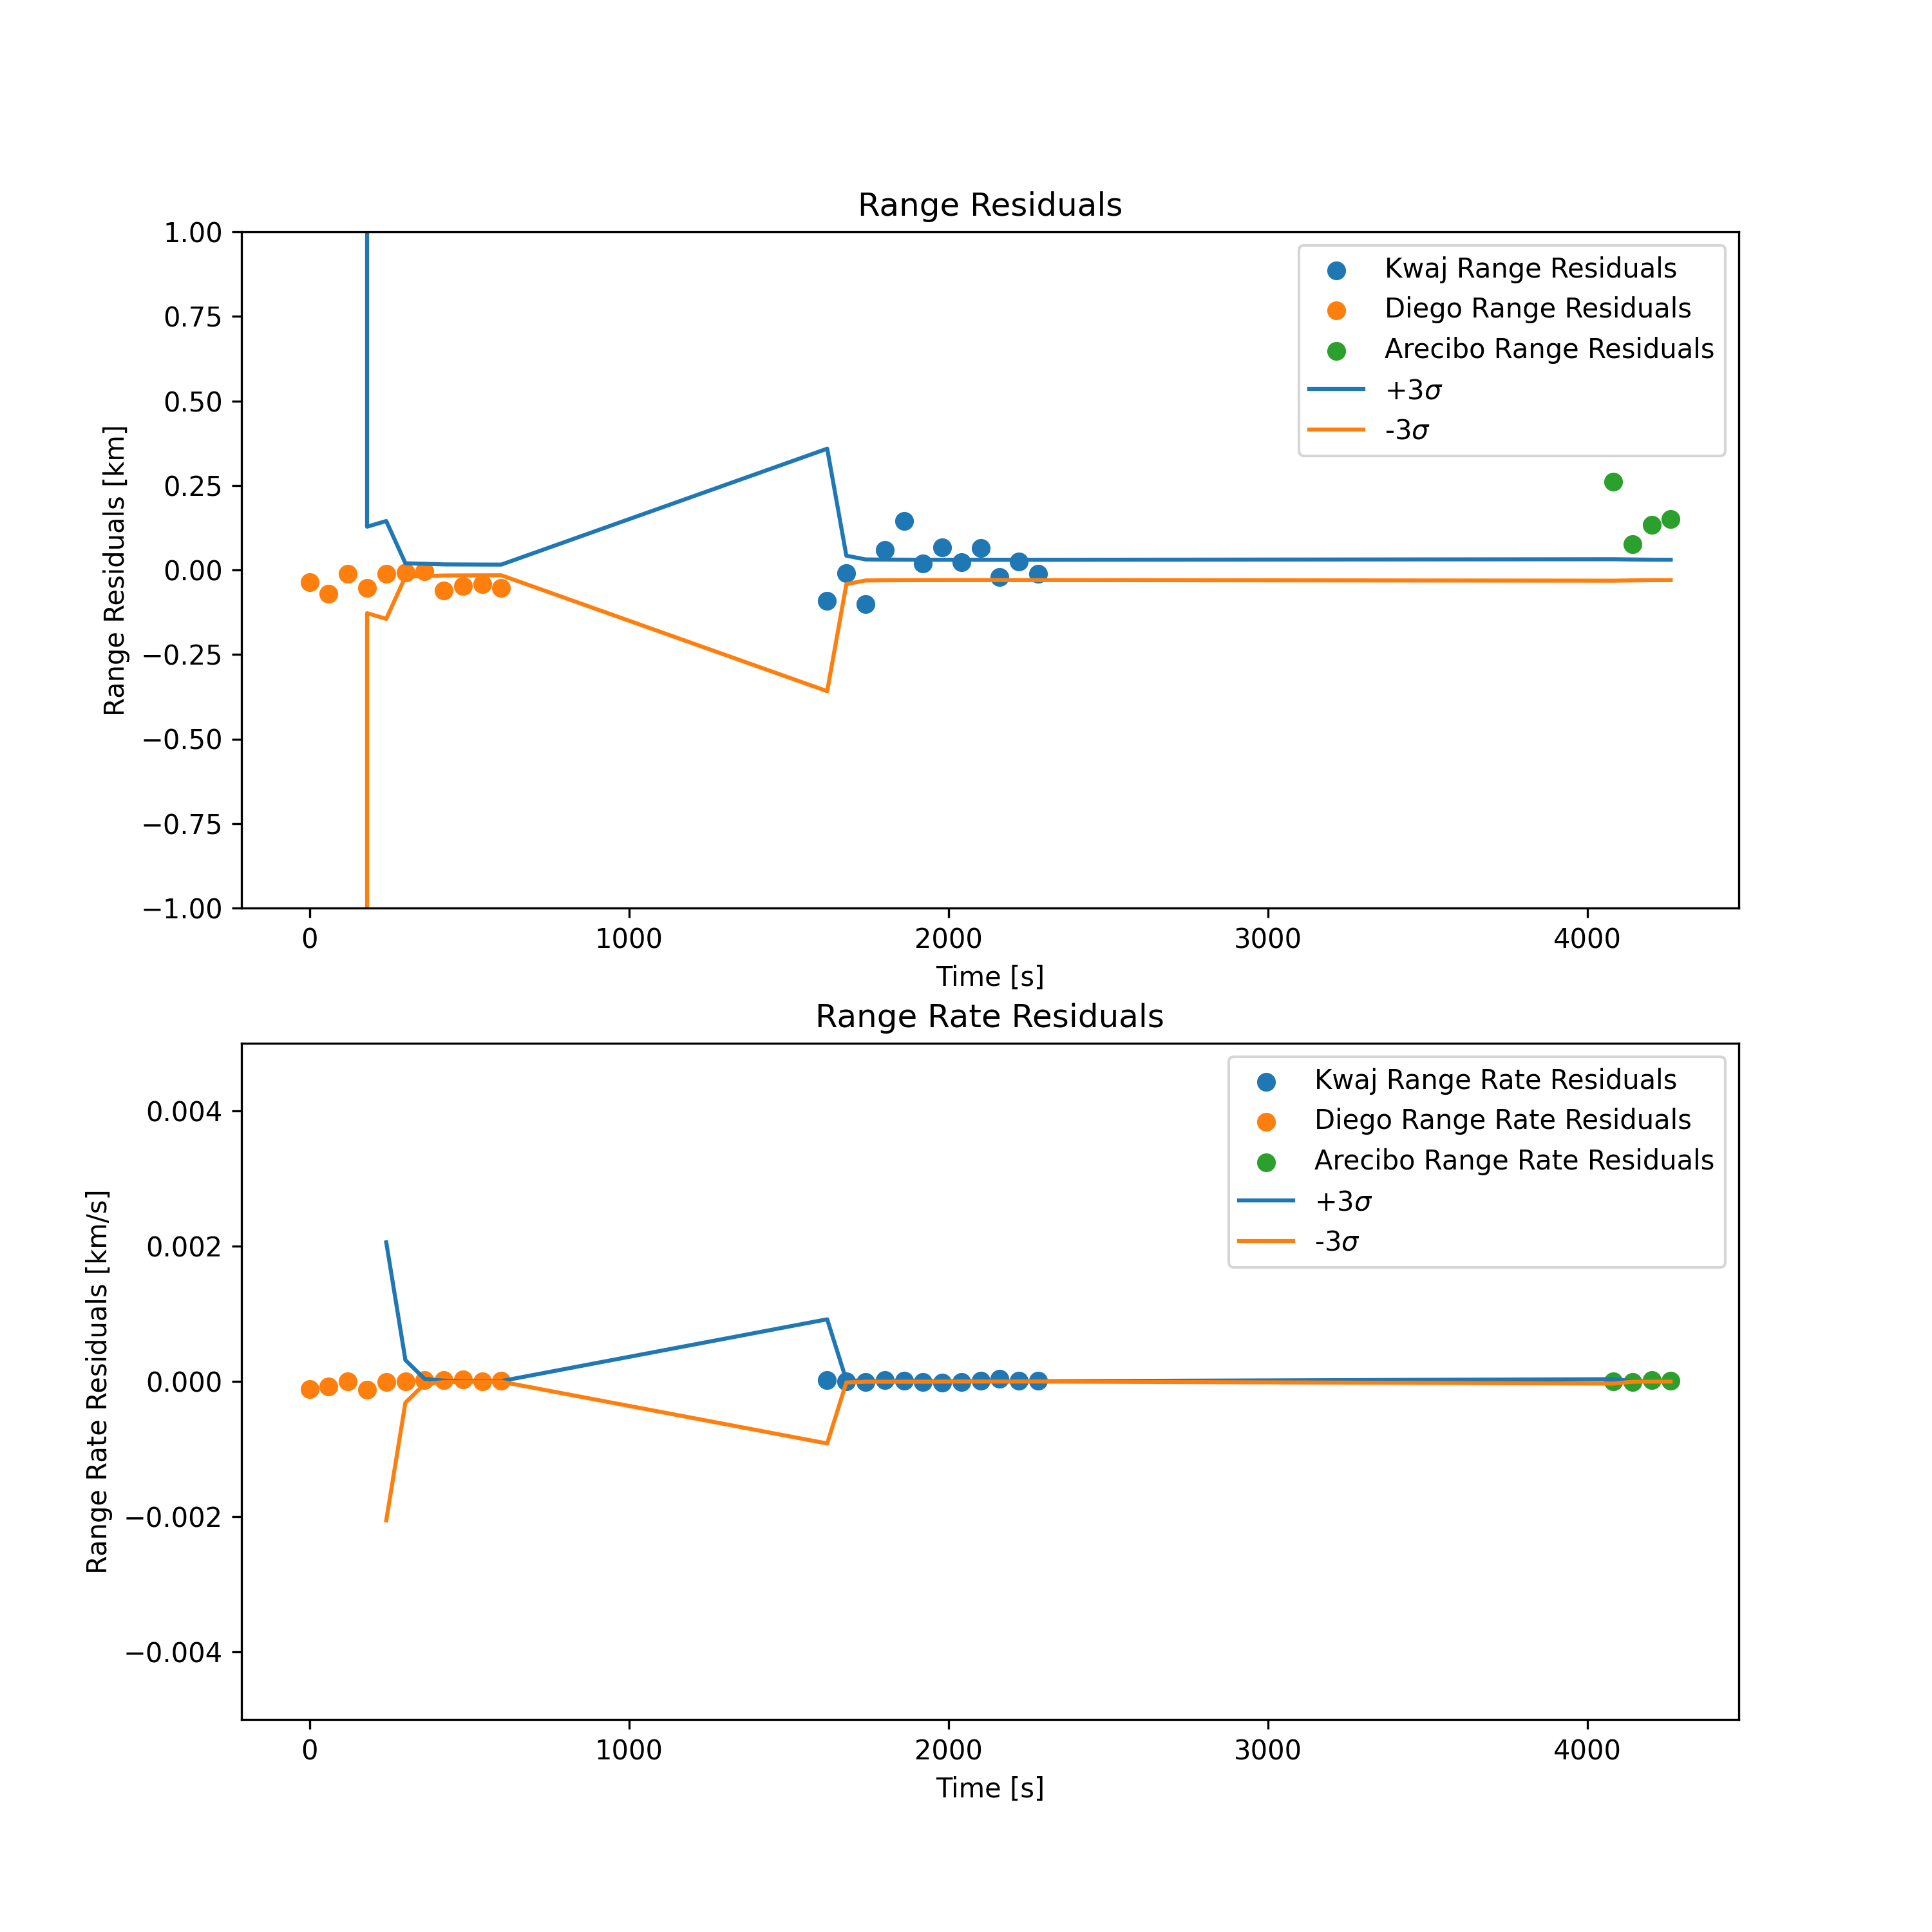 Range Residuals
1.00
0.75
0.50
0.25
0.00
−0.25
−0.50
−0.75
−1.00
Range Residuals [km]
Kwaj Range Residuals
Diego Range Residuals
Arecibo Range Residuals
+3σ
-3σ
0 1000 2000 3000 4000
Time [s]
Range Rate Residuals
0.004
0.002
0.000
−0.002
−0.004
Range Rate Residuals [km/s]
Kwaj Range Rate Residuals
Diego Range Rate Residuals
Arecibo Range Rate Residuals
+3σ
-3σ
0 1000 2000 3000 4000
Time [s]